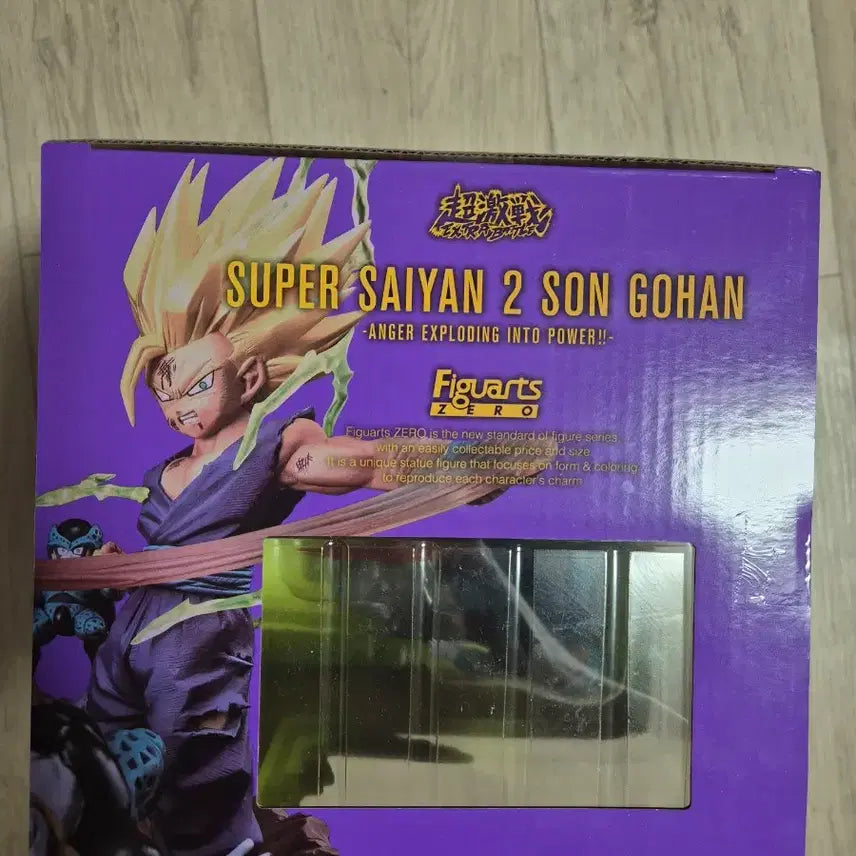 超激戦
EXTRA BATTLE
SUPER SAIYAN 2 SON GOHAN
-ANGER EXPLODING INTO POWER!!-
Figuarts
ZERO
Figuarts ZERO is the new standard of figure series,
with an easily collectable price and size.
It is a unique statue figure that focuses on form & coloring
to reproduce each character's charm